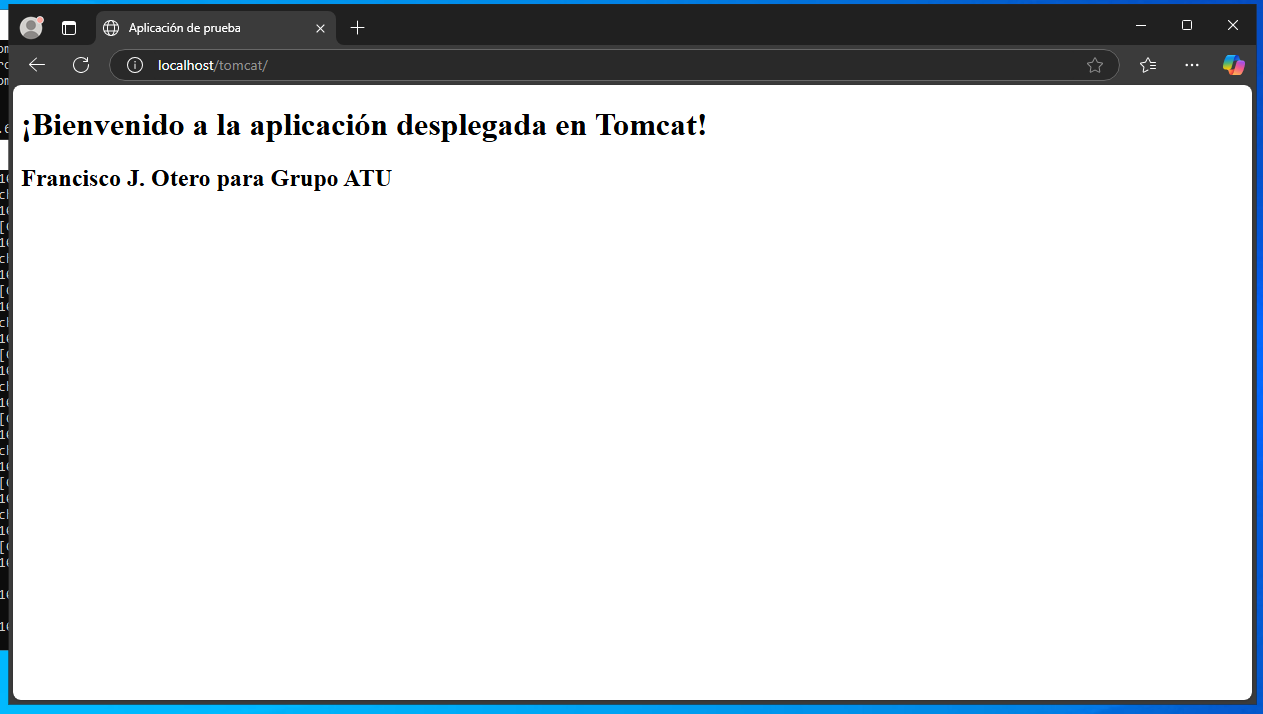 Aplicación de prueba
localhost/tomcat/
¡Bienvenido a la aplicación desplegada en Tomcat!
Francisco J. Otero para Grupo ATU